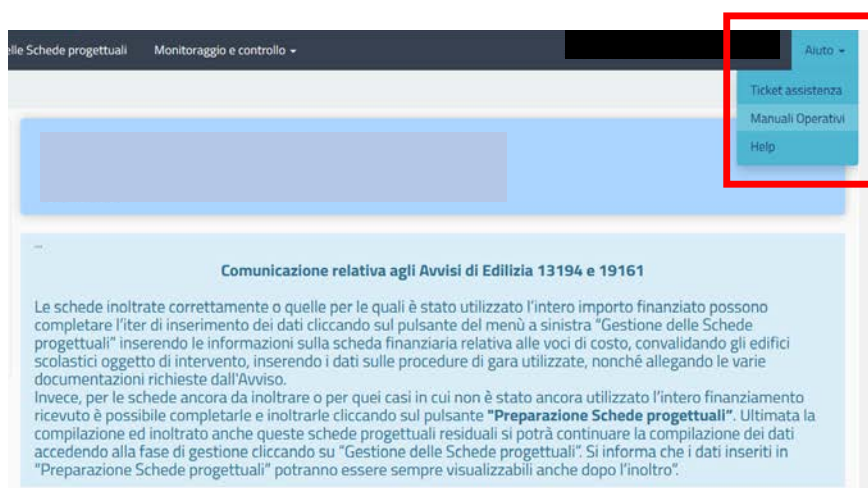 elle Schede progettuali Monitoraggio e controllo Aiuto
Ticket assistenza
Manuali Operativi
Help
...
Comunicazione relativa agli Avvisi di Edilizia 13194 e 19161
Le schede inoltrate correttamente o quelle per le quali è stato utilizzato l'intero importo finanziato possono
completare l'iter di inserimento dei dati cliccando sul pulsante del menù a sinistra "Gestione delle Schede
progettuali" inserendo le informazioni sulla scheda finanziaria relativa alle voci di costo, convalidando gli edifici
scolastici oggetto di intervento, inserendo i dati sulle procedure di gara utilizzate, nonché allegando le varie
documentazioni richieste dall'Avviso.
Invece, per le schede ancora da inoltrare o per quei casi in cui non è stato ancora utilizzato l'intero finanziamento
ricevuto è possibile completarle e inoltrarle cliccando sul pulsante "Preparazione Schede progettuali". Ultimata la
compilazione ed inoltrato anche queste schede progettuali residuali si potrà continuare la compilazione dei dati
accedendo alla fase di gestione cliccando su "Gestione delle Schede progettuali". Si informa che i dati inseriti in
"Preparazione Schede progettuali" potranno essere sempre visualizzabili anche dopo l'inoltro".